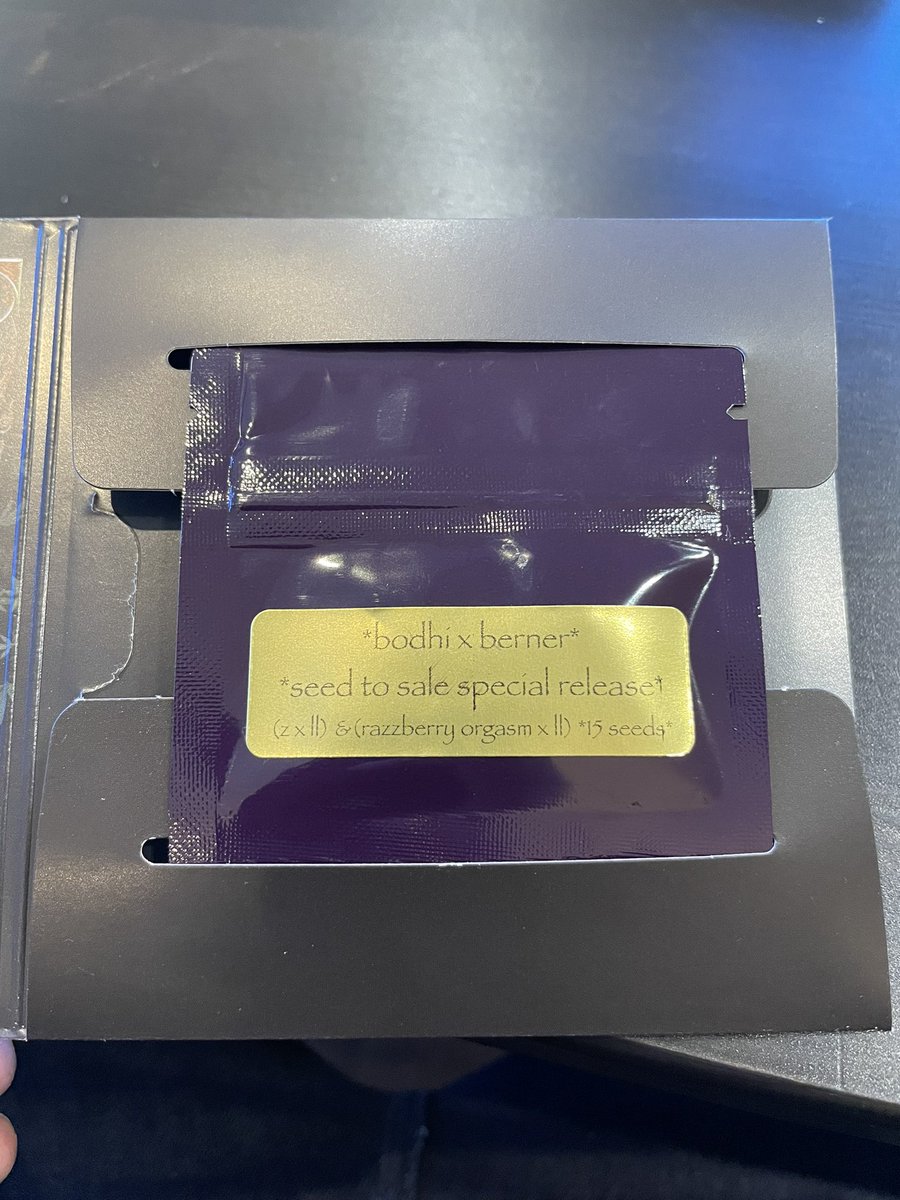 *bodhi x berner*
*seed to sale special release*
(z x ll) & (razzberry orgasm x ll) *15 seeds*